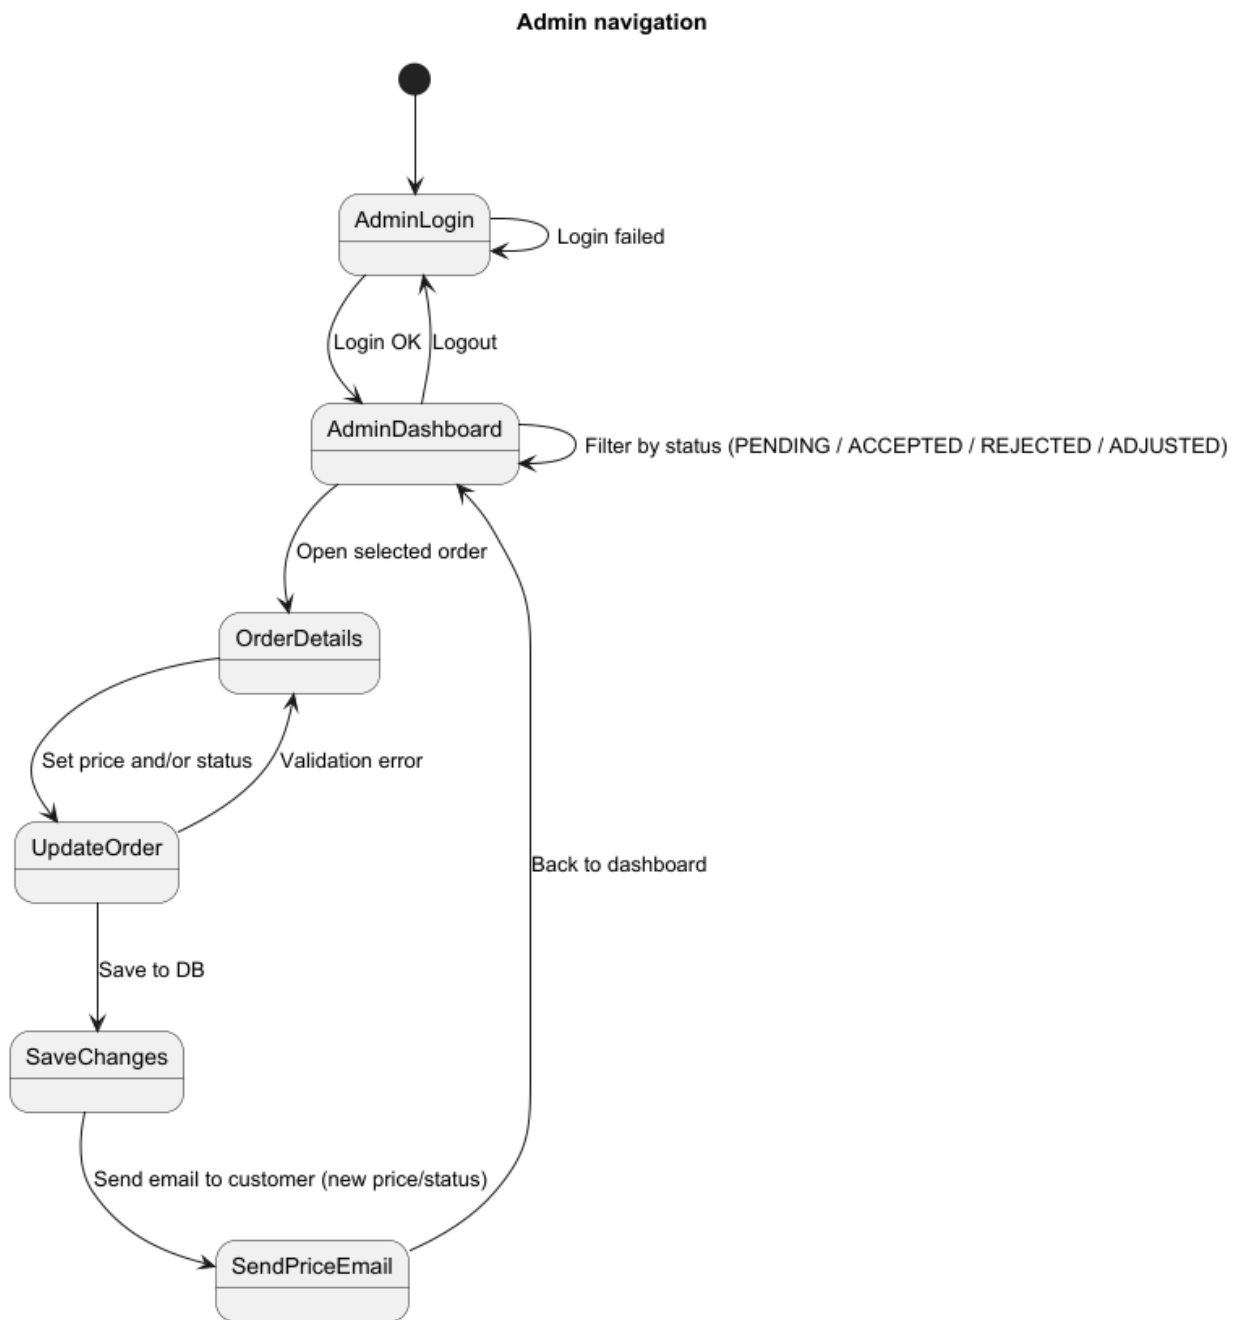 Admin navigation
AdminLogin
Login failed
Login OK
Logout
AdminDashboard
Filter by status (PENDING / ACCEPTED / REJECTED / ADJUSTED)
Open selected order
OrderDetails
Set price and/or status
Validation error
UpdateOrder
Back to dashboard
Save to DB
SaveChanges
Send email to customer (new price/status)
SendPriceEmail